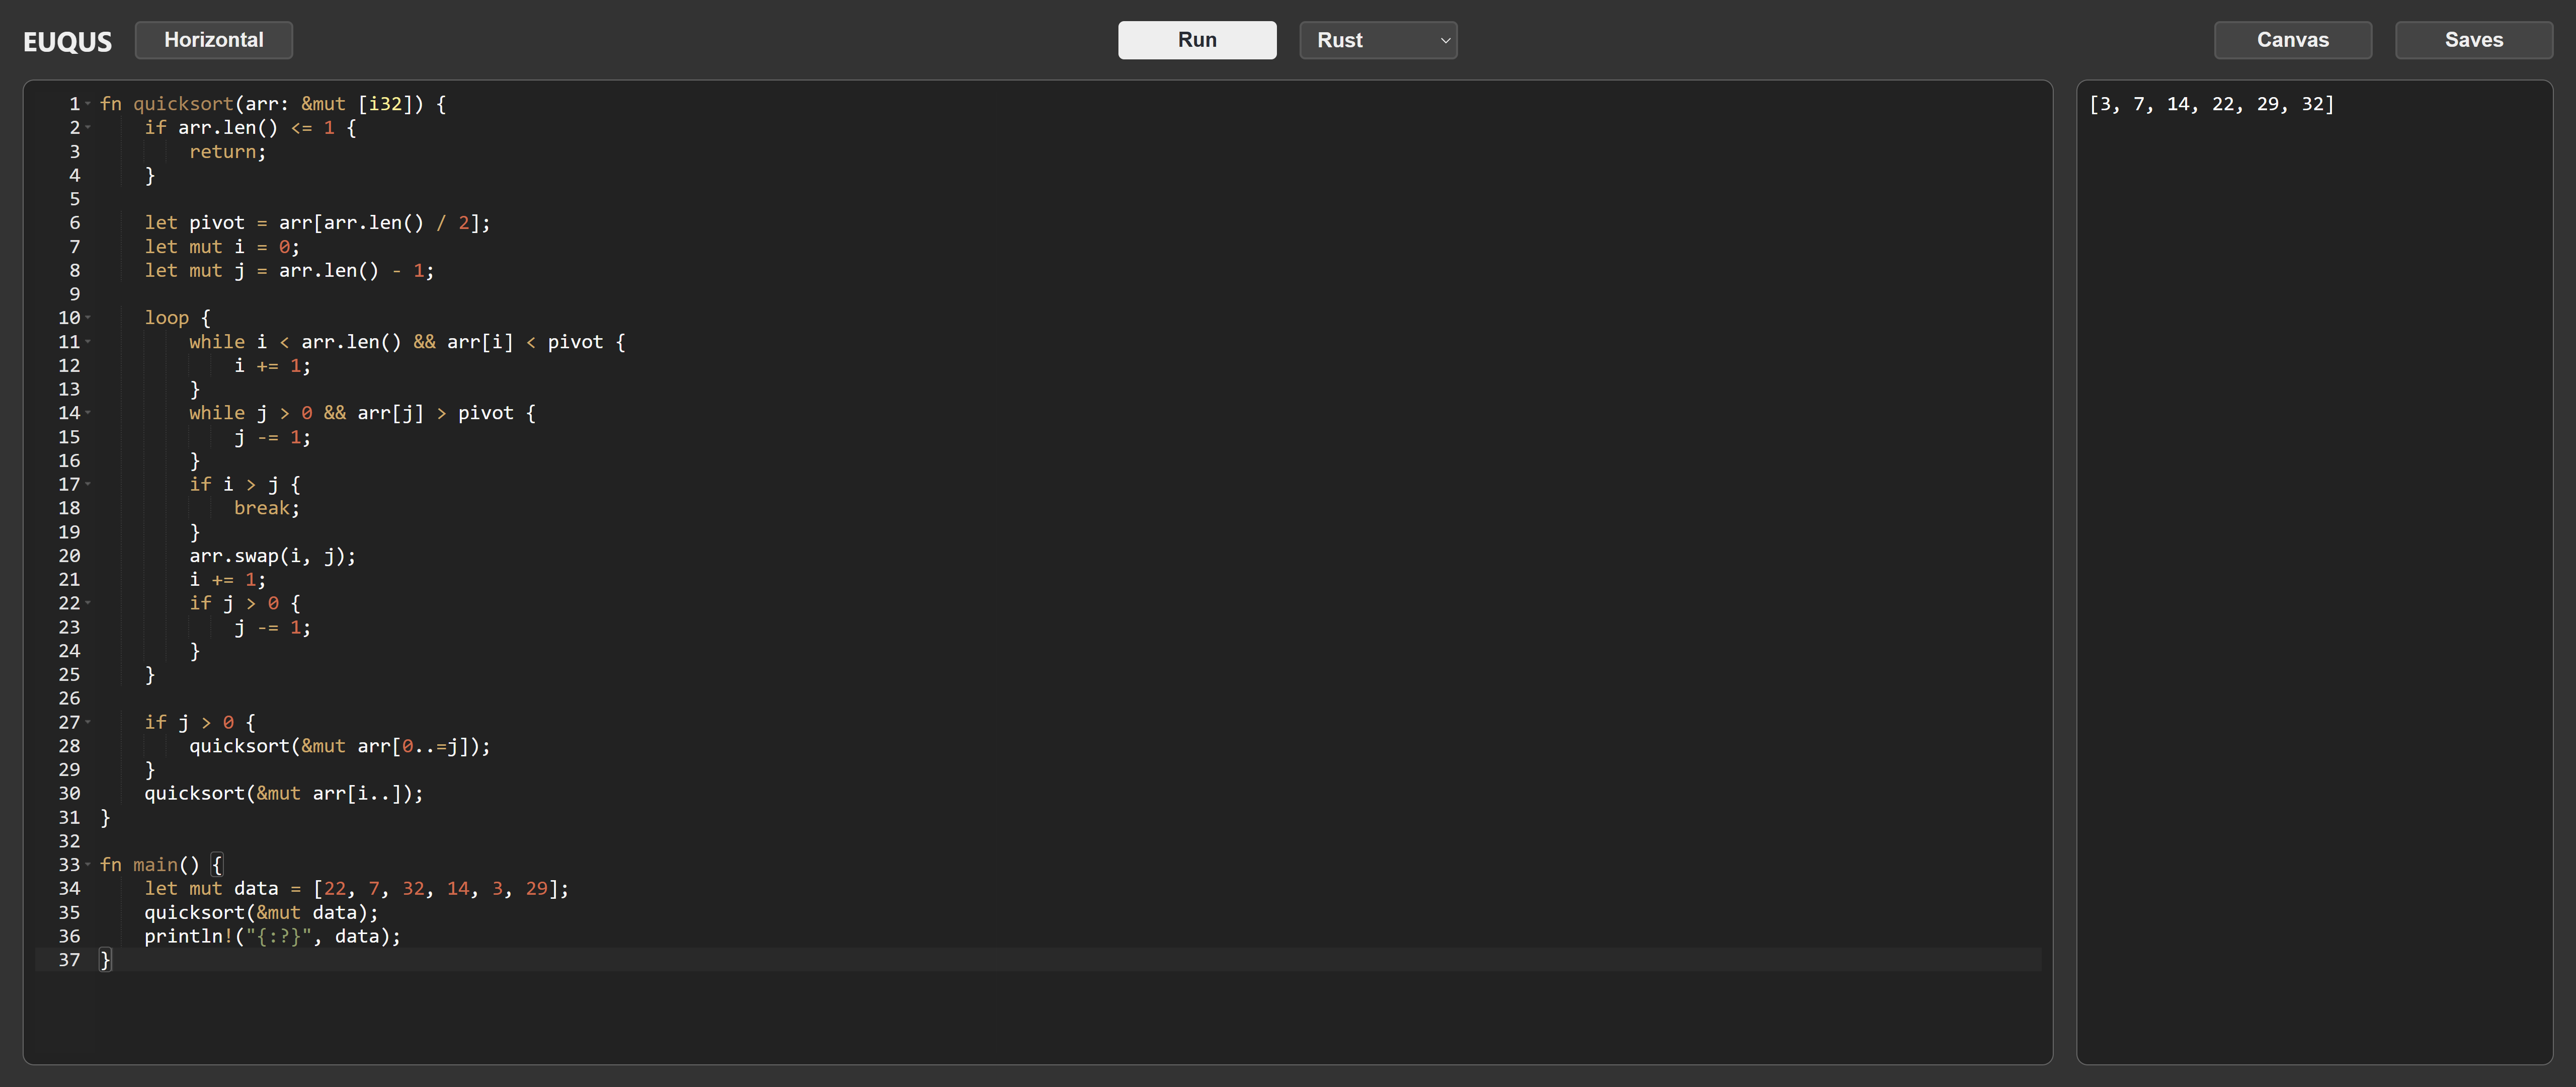 EUQUS Horizontal Run Rust Canvas Saves
1 fn quicksort(arr: &mut [i32]) {
2     if arr.len() <= 1 {
3         return;
4     }
5
6     let pivot = arr[arr.len() / 2];
7     let mut i = 0;
8     let mut j = arr.len() - 1;
9
10     loop {
11         while i < arr.len() && arr[i] < pivot {
12             i += 1;
13         }
14         while j > 0 && arr[j] > pivot {
15             j -= 1;
16         }
17         if i > j {
18             break;
19         }
20         arr.swap(i, j);
21         i += 1;
22         if j > 0 {
23             j -= 1;
24         }
25     }
26
27     if j > 0 {
28         quicksort(&mut arr[0..=j]);
29     }
30     quicksort(&mut arr[i..]);
31 }
32
33 fn main() {
34     let mut data = [22, 7, 32, 14, 3, 29];
35     quicksort(&mut data);
36     println!("{:?}", data);
37 }
[3, 7, 14, 22, 29, 32]